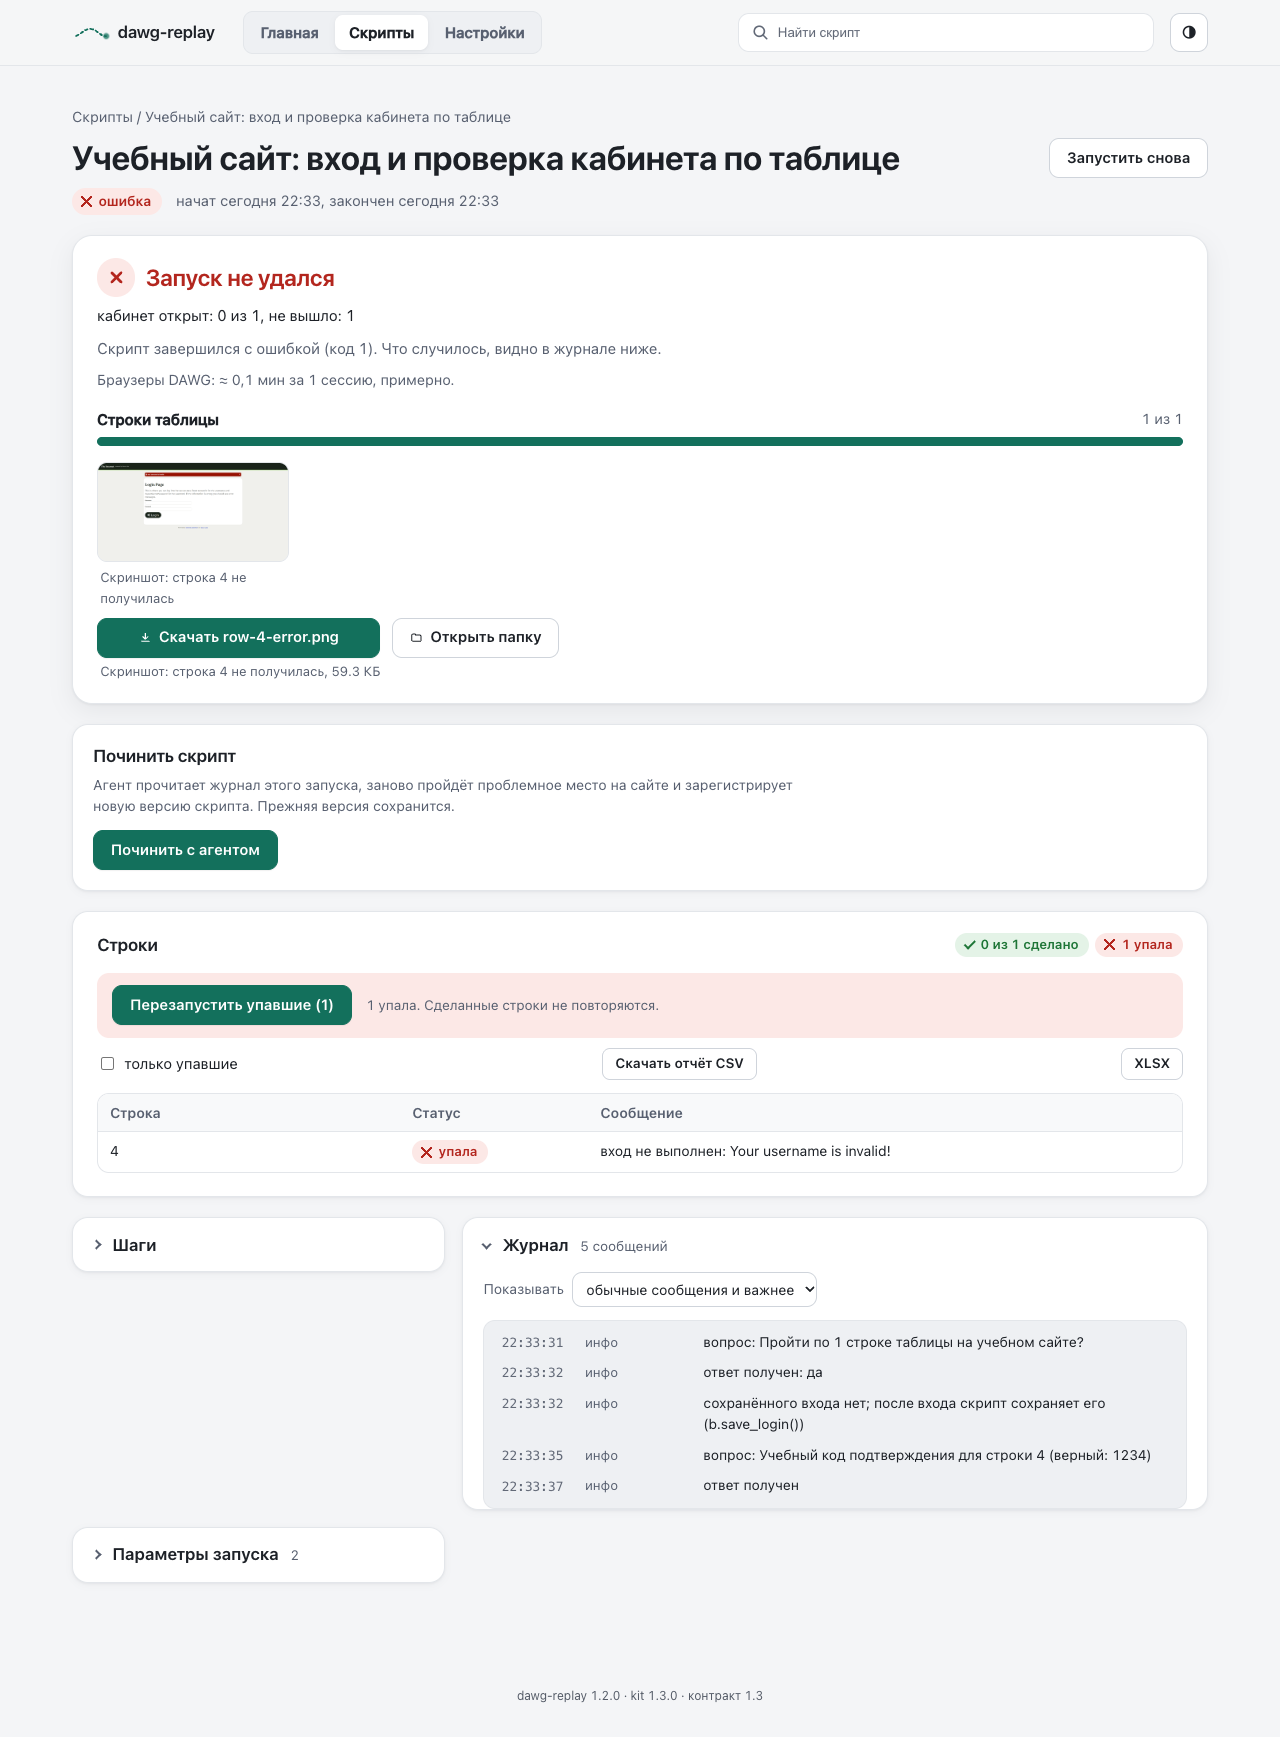 dawg-replay
Главная
Скрипты
Настройки
Найти скрипт
Скрипты / Учебный сайт: вход и проверка кабинета по таблице
Учебный сайт: вход и проверка кабинета по таблице
Запустить снова
ошибка
начат сегодня 22:33, закончен сегодня 22:33
Запуск не удался
кабинет открыт: 0 из 1, не вышло: 1
Скрипт завершился с ошибкой (код 1). Что случилось, видно в журнале ниже.
Браузеры DAWG: ≈ 0,1 мин за 1 сессию, примерно.
Строки таблицы
1 из 1
Login Page
Скриншот: строка 4 не
получилась
Скачать row-4-error.png
Открыть папку
Скриншот: строка 4 не получилась, 59.3 КБ
Починить скрипт
Агент прочитает журнал этого запуска, заново пройдёт проблемное место на сайте и зарегистрирует
новую версию скрипта. Прежняя версия сохранится.
Починить с агентом
Строки
0 из 1 сделано
1 упала
Перезапустить упавшие (1)
1 упала. Сделанные строки не повторяются.
только упавшие
Скачать отчёт CSV
XLSX
Строка
Статус
Сообщение
4
упала
вход не выполнен: Your username is invalid!
Шаги
Журнал
5 сообщений
Показывать
обычные сообщения и важнее
22:33:31 инфо вопрос: Пройти по 1 строке таблицы на учебном сайте?
22:33:32 инфо ответ получен: да
22:33:32 инфо сохранённого входа нет; после входа скрипт сохраняет его
(b.save_login())
22:33:35 инфо вопрос: Учебный код подтверждения для строки 4 (верный: 1234)
22:33:37 инфо ответ получен
Параметры запуска
2
dawg-replay 1.2.0 · kit 1.3.0 · контракт 1.3